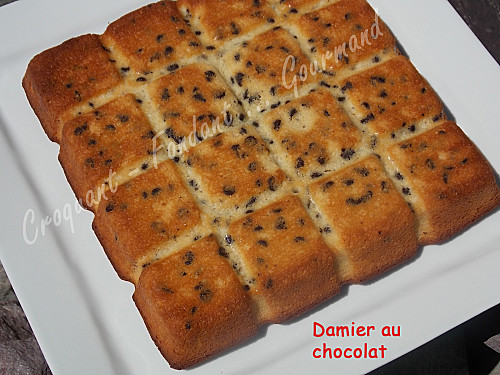 Croquant - Fondant - Gourmand
Damier au
chocolat